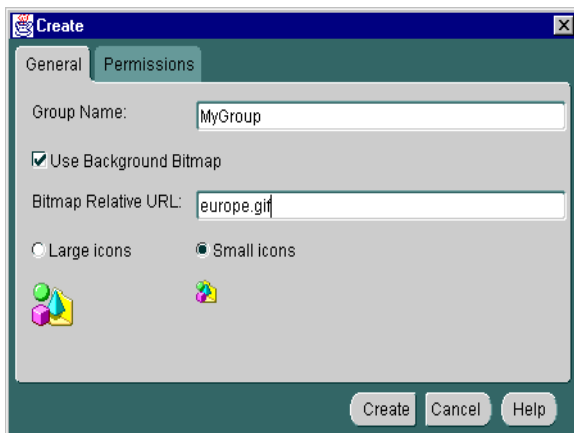 Create
General Permissions
Group Name: MyGroup
Use Background Bitmap
Bitmap Relative URL: europe.gif
Large icons Small icons
Create Cancel Help